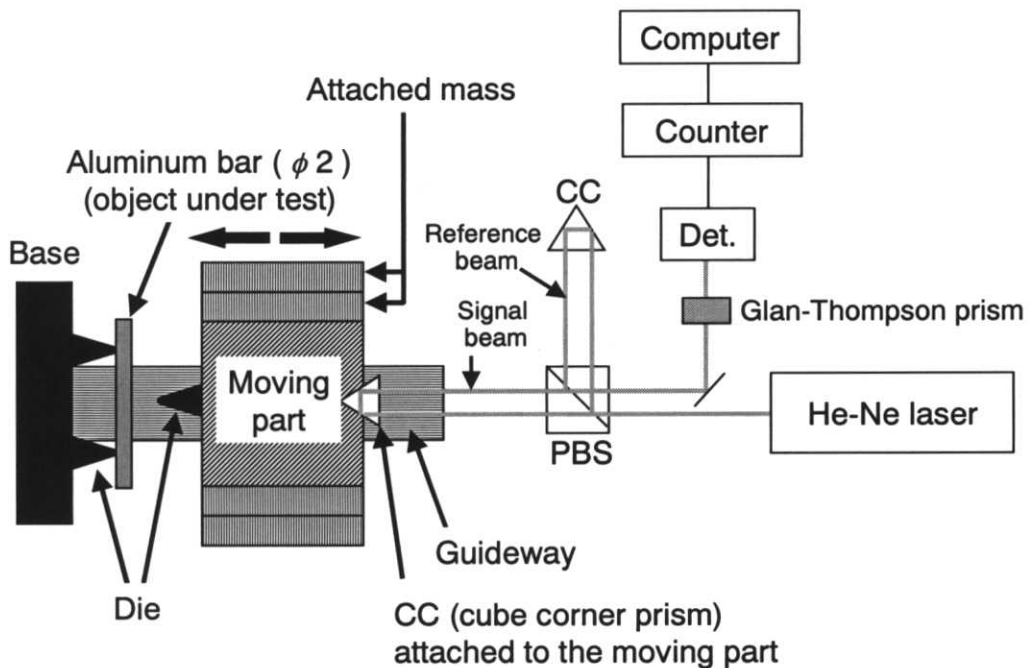 Computer
Attached mass
Counter
Aluminum bar ( ϕ 2 )
(object under test)
CC
Det.
Base
Reference
beam
Signal
beam
Glan-Thompson prism
Moving
part
He-Ne laser
PBS
Guideway
Die
CC (cube corner prism)
attached to the moving part